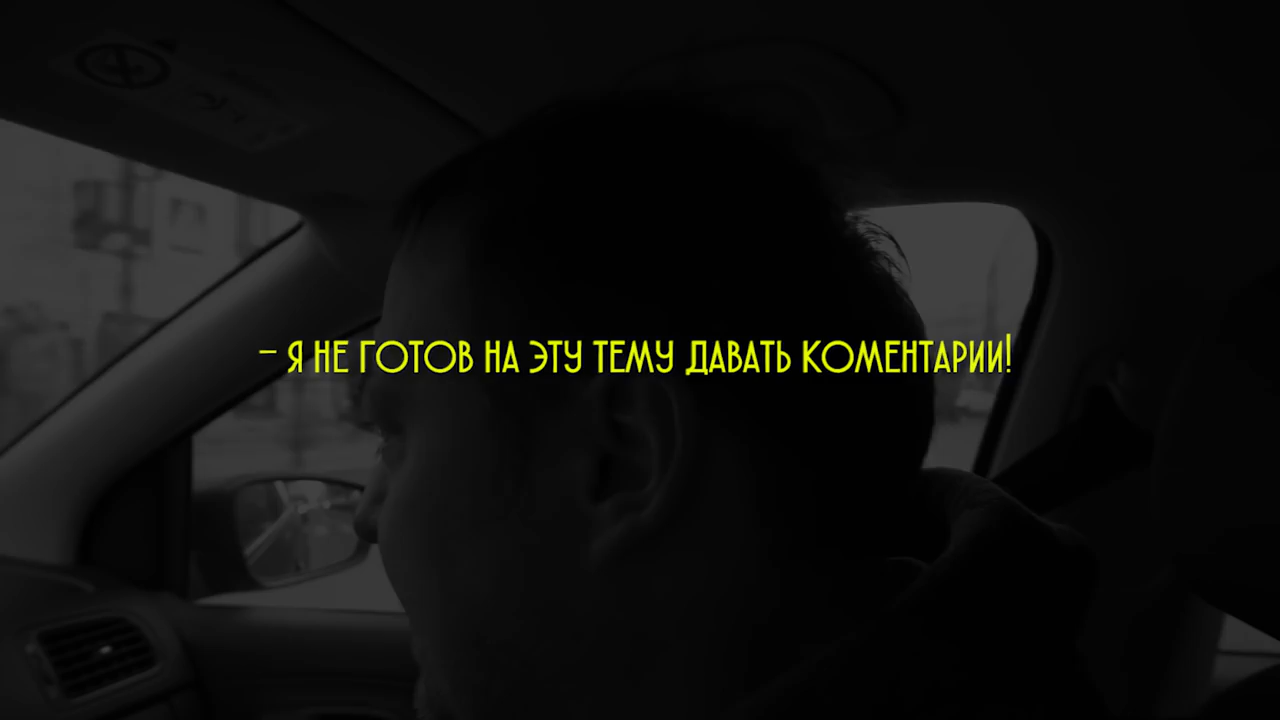 – Я НЕ ГОТОВ НА ЭТУ ТЕМУ ДАВАТЬ КОМЕНТАРИИ!